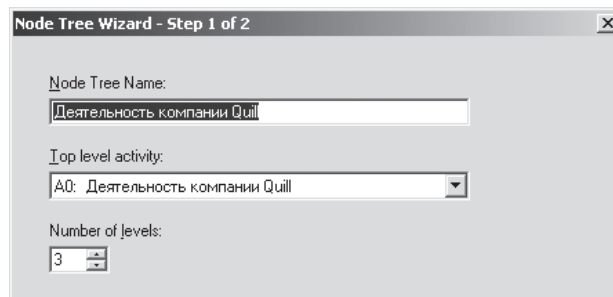 Node Tree Wizard - Step 1 of 2
Node Tree Name:
Деятельность компании Quill
Top level activity:
A0: Деятельность компании Quill
Number of levels:
3